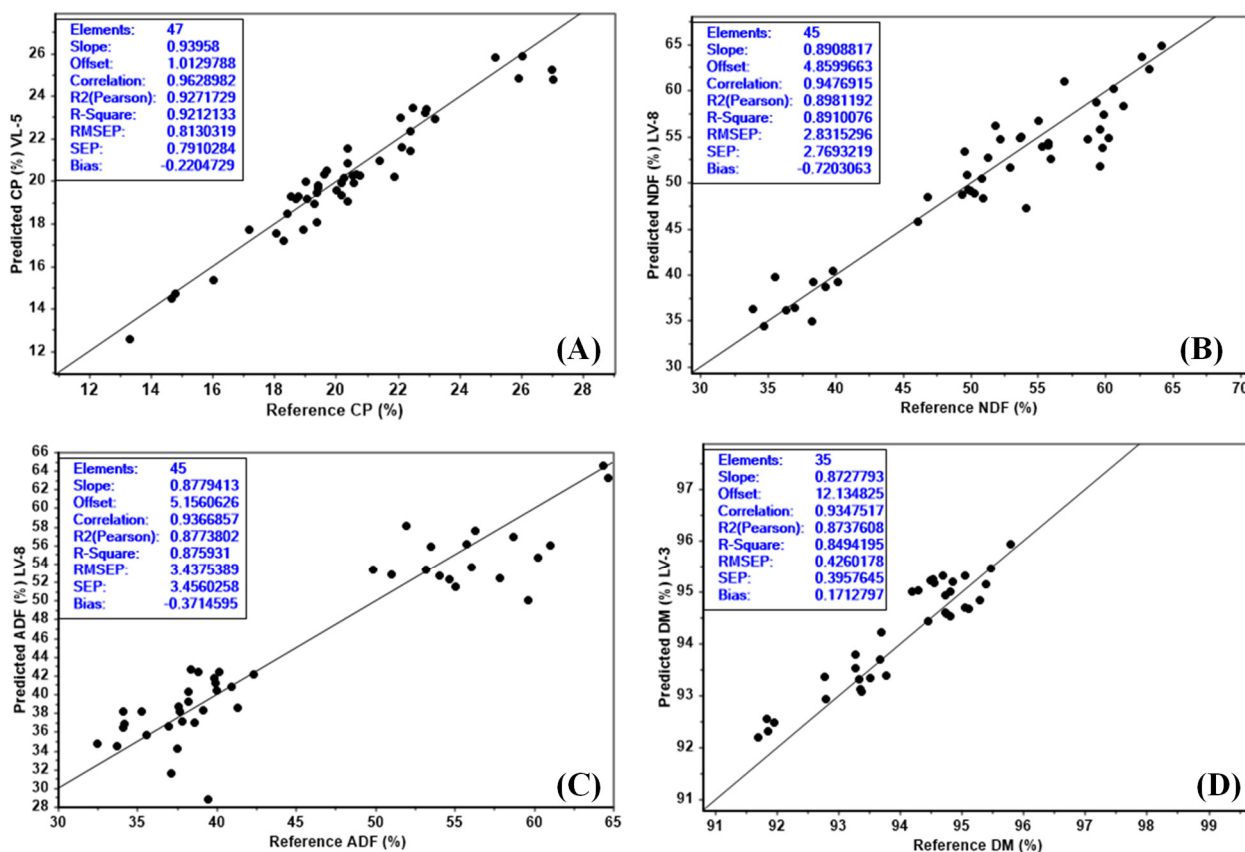 Elements: 47
Slope: 0.93958
Offset: 1.0129788
Correlation: 0.9628982
R2(Pearson): 0.9271729
R-Square: 0.9212133
RMSEP: 0.8130319
SEP: 0.7910284
Bias: -0.2204729
26
24
22
20
18
16
14
12
Predicted CP (%) VL-5
(A)
12 14 16 18 20 22 24 26 28
Reference CP (%)
Elements: 45
Slope: 0.8908817
Offset: 4.8599663
Correlation: 0.9476915
R2(Pearson): 0.8981192
R-Square: 0.8910076
RMSEP: 2.8315296
SEP: 2.7693219
Bias: -0.7203063
65
60
55
50
45
40
35
30
Predicted NDF (%) LV-8
(B)
30 35 40 45 50 55 60 65 70
Reference NDF (%)
Elements: 45
Slope: 0.8779413
Offset: 5.1560626
Correlation: 0.9366857
R2(Pearson): 0.8773802
R-Square: 0.875931
RMSEP: 3.4375389
SEP: 3.4560258
Bias: -0.3714595
66
64
62
60
58
56
54
52
50
48
46
44
42
40
38
36
34
32
30
28
Predicted ADF (%) LV-8
(C)
30 35 40 45 50 55 60 65
Reference ADF (%)
Elements: 35
Slope: 0.8727793
Offset: 12.134825
Correlation: 0.9347517
R2(Pearson): 0.8737608
R-Square: 0.8494195
RMSEP: 0.4260178
SEP: 0.3957645
Bias: 0.1712797
97
96
95
94
93
92
91
Predicted DM (%) LV-3
(D)
91 92 93 94 95 96 97 98 99
Reference DM (%)